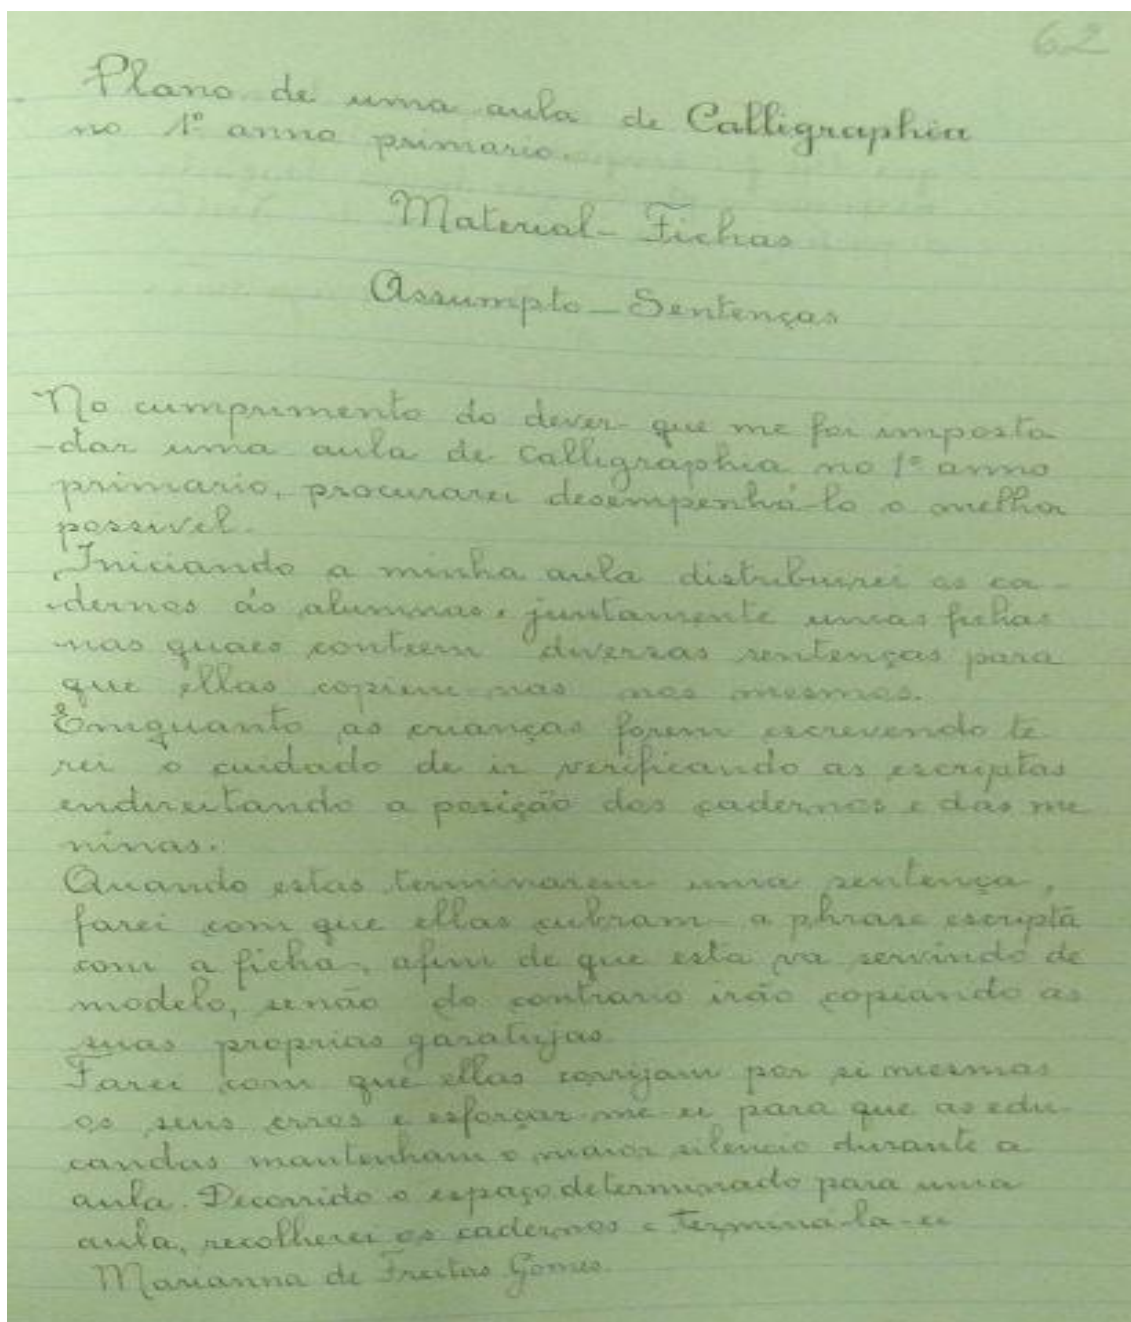 62
Plano de uma aula de Calligraphia
no 1º anno primario.
Material - Fichas
Assumpto - Sentenças
No cumprimento do dever que me foi imposto
-dar uma aula de Calligraphia no 1º anno
primario, procurarei desempenhá-lo o melhor
possivel.
Iniciando a minha aula distribuirei os ca-
dernos ás alumnas, juntamente umas fichas
nas quaes contêm diversas sentenças para
que ellas copiem-nas nos mesmos.
Emquanto as crianças forem escrevendo te
rei o cuidado de ir verificando as escriptas
endireitando a posição dos cadernos e das me
ninas.
Quando estas terminarem uma sentença,
farei com que ellas cubram a phrase escripta
com a ficha, afim de que esta va servindo de
modelo, senão do contrario irão copiando as
suas proprias garatujas.
Farei com que ellas corrijam por si mesmas
os seus erros e esforçar-me-ei para que as edu-
candas mantenham o maior silencio durante a
aula. Decorrido o espaço determinado para uma
aula, recolherei os cadernos e terminá-la-ei
Marianna de Freitas Gomes.